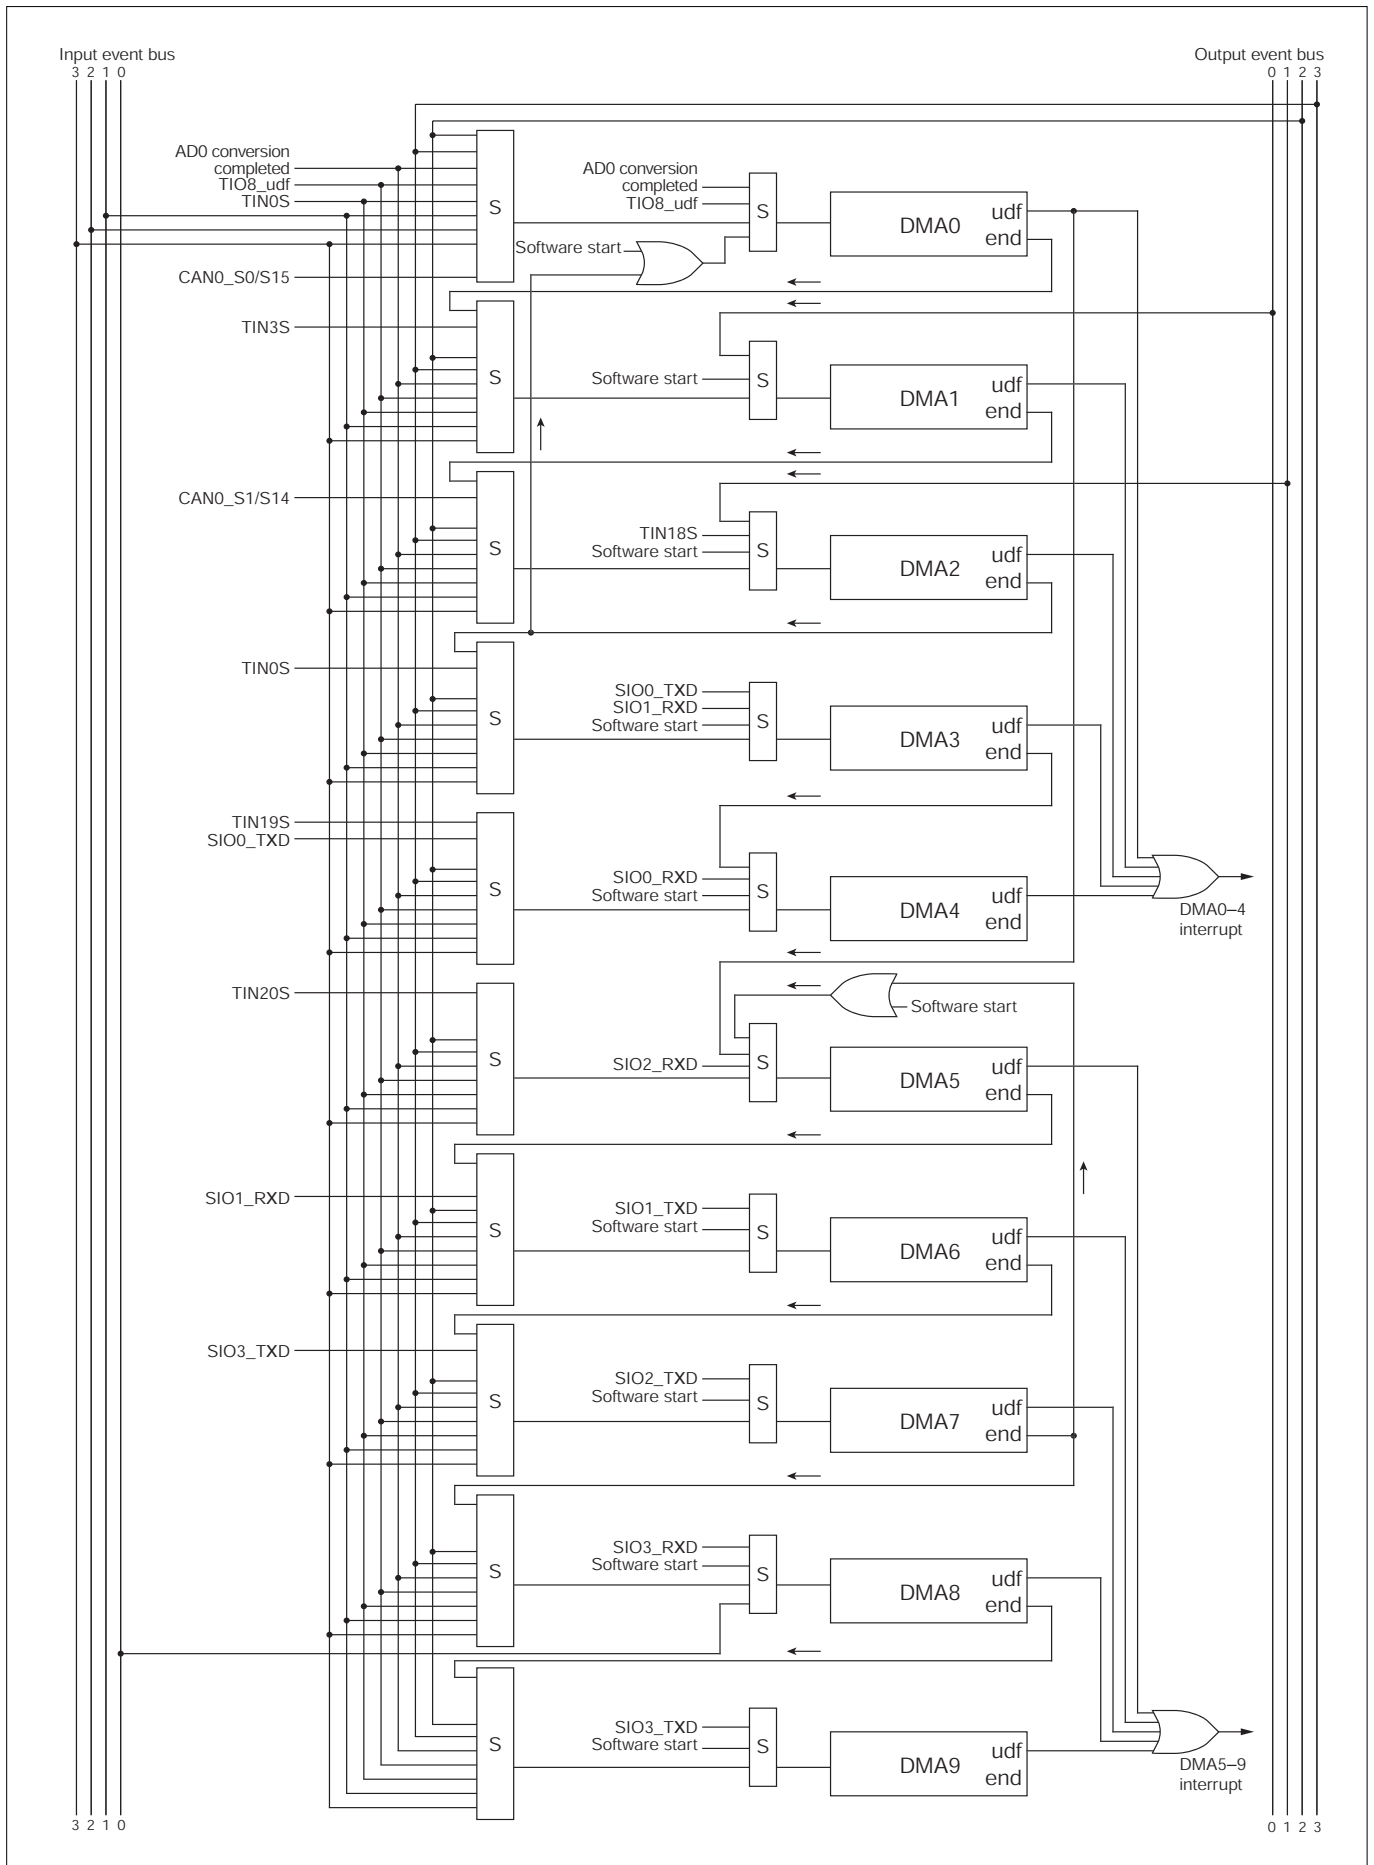 Input event bus
3 2 1 0
Output event bus
0 1 2 3
AD0 conversion
completed
TIO8_udf
TIN0S
CAN0_S0/S15
S
AD0 conversion
completed
TIO8_udf
Software start
S
DMA0
udf
end
TIN3S
S
Software start
S
DMA1
udf
end
CAN0_S1/S14
S
TIN18S
Software start
S
DMA2
udf
end
TIN0S
S
SIO0_TXD
SIO1_RXD
Software start
S
DMA3
udf
end
TIN19S
SIO0_TXD
S
SIO0_RXD
Software start
S
DMA4
udf
end
DMA0–4
interrupt
TIN20S
S
Software start
SIO2_RXD
S
DMA5
udf
end
SIO1_RXD
S
SIO1_TXD
Software start
S
DMA6
udf
end
SIO3_TXD
S
SIO2_TXD
Software start
S
DMA7
udf
end
S
SIO3_RXD
Software start
S
DMA8
udf
end
S
SIO3_TXD
Software start
S
DMA9
udf
end
DMA5–9
interrupt
3 2 1 0
0 1 2 3